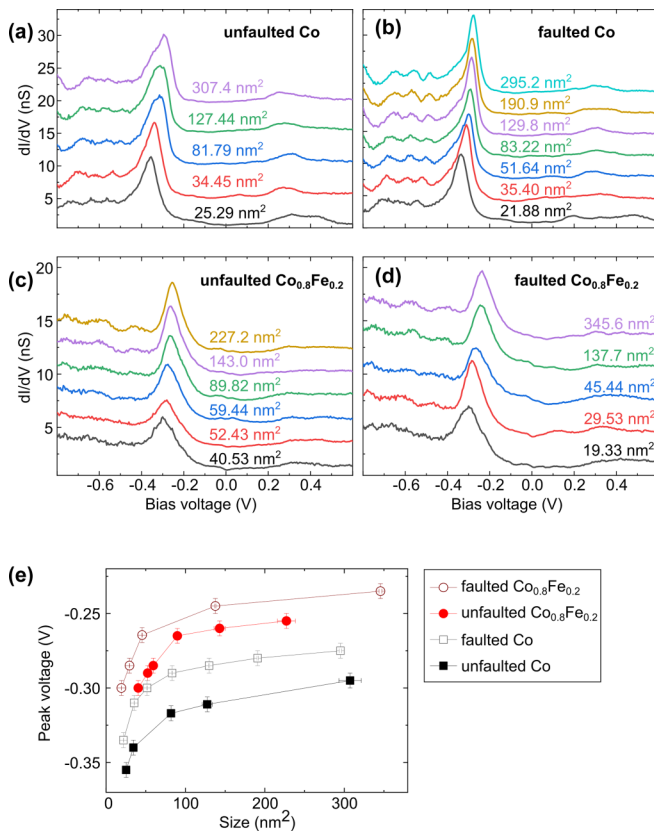 (a)
unfaulted Co
30
25
20
15
10
5
dI/dV (nS)
307.4 nm²
127.44 nm²
81.79 nm²
34.45 nm²
25.29 nm²
(b)
faulted Co
295.2 nm²
190.9 nm²
129.8 nm²
83.22 nm²
51.64 nm²
35.40 nm²
21.88 nm²
(c)
unfaulted Co0.8Fe0.2
20
15
10
5
dI/dV (nS)
227.2 nm²
143.0 nm²
89.82 nm²
59.44 nm²
52.43 nm²
40.53 nm²
-0.6 -0.4 -0.2 0.0 0.2 0.4
Bias voltage (V)
(d)
faulted Co0.8Fe0.2
345.6 nm²
137.7 nm²
45.44 nm²
29.53 nm²
19.33 nm²
-0.6 -0.4 -0.2 0.0 0.2 0.4
Bias voltage (V)
(e)
-0.25
-0.30
-0.35
Peak voltage (V)
0 100 200 300
Size (nm²)
faulted Co0.8Fe0.2
unfaulted Co0.8Fe0.2
faulted Co
unfaulted Co